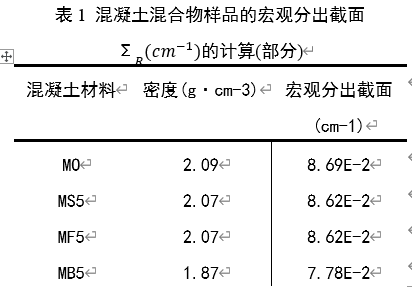 表 1 混凝土混合物样品的宏观分出截面
Σ_R(cm⁻¹)的计算(部分)
混凝土材料 密度(g·cm-3) 宏观分出截面
(cm-1)
MO 2.09 8.69E-2
MS5 2.07 8.62E-2
MF5 2.07 8.62E-2
MB5 1.87 7.78E-2